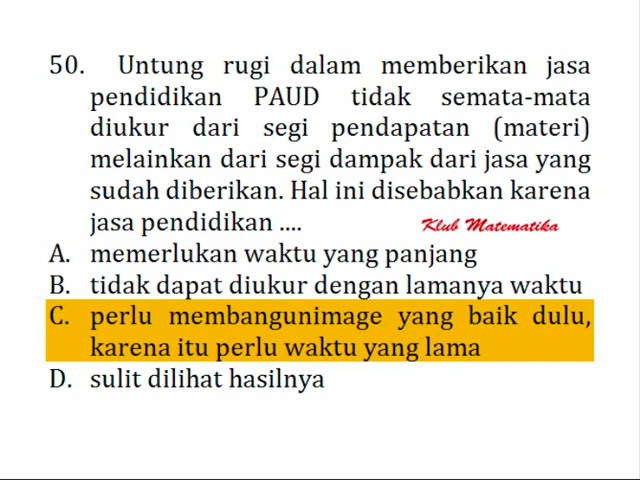 50. Untung rugi dalam memberikan jasa
pendidikan PAUD tidak semata-mata
diukur dari segi pendapatan (materi)
melainkan dari segi dampak dari jasa yang
sudah diberikan. Hal ini disebabkan karena
jasa pendidikan ....
Klub Matematika
A. memerlukan waktu yang panjang
B. tidak dapat diukur dengan lamanya waktu
C. perlu membangunimage yang baik dulu,
karena itu perlu waktu yang lama
D. sulit dilihat hasilnya